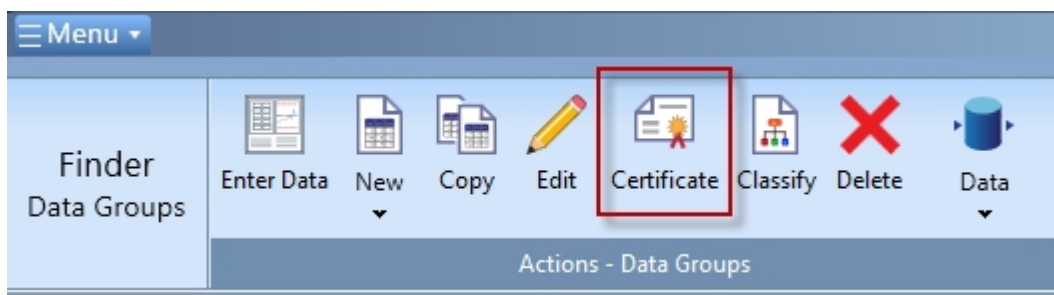 Menu
Finder
Data Groups
Enter Data
New
Copy
Edit
Certificate
Classify
Delete
Data
Actions - Data Groups